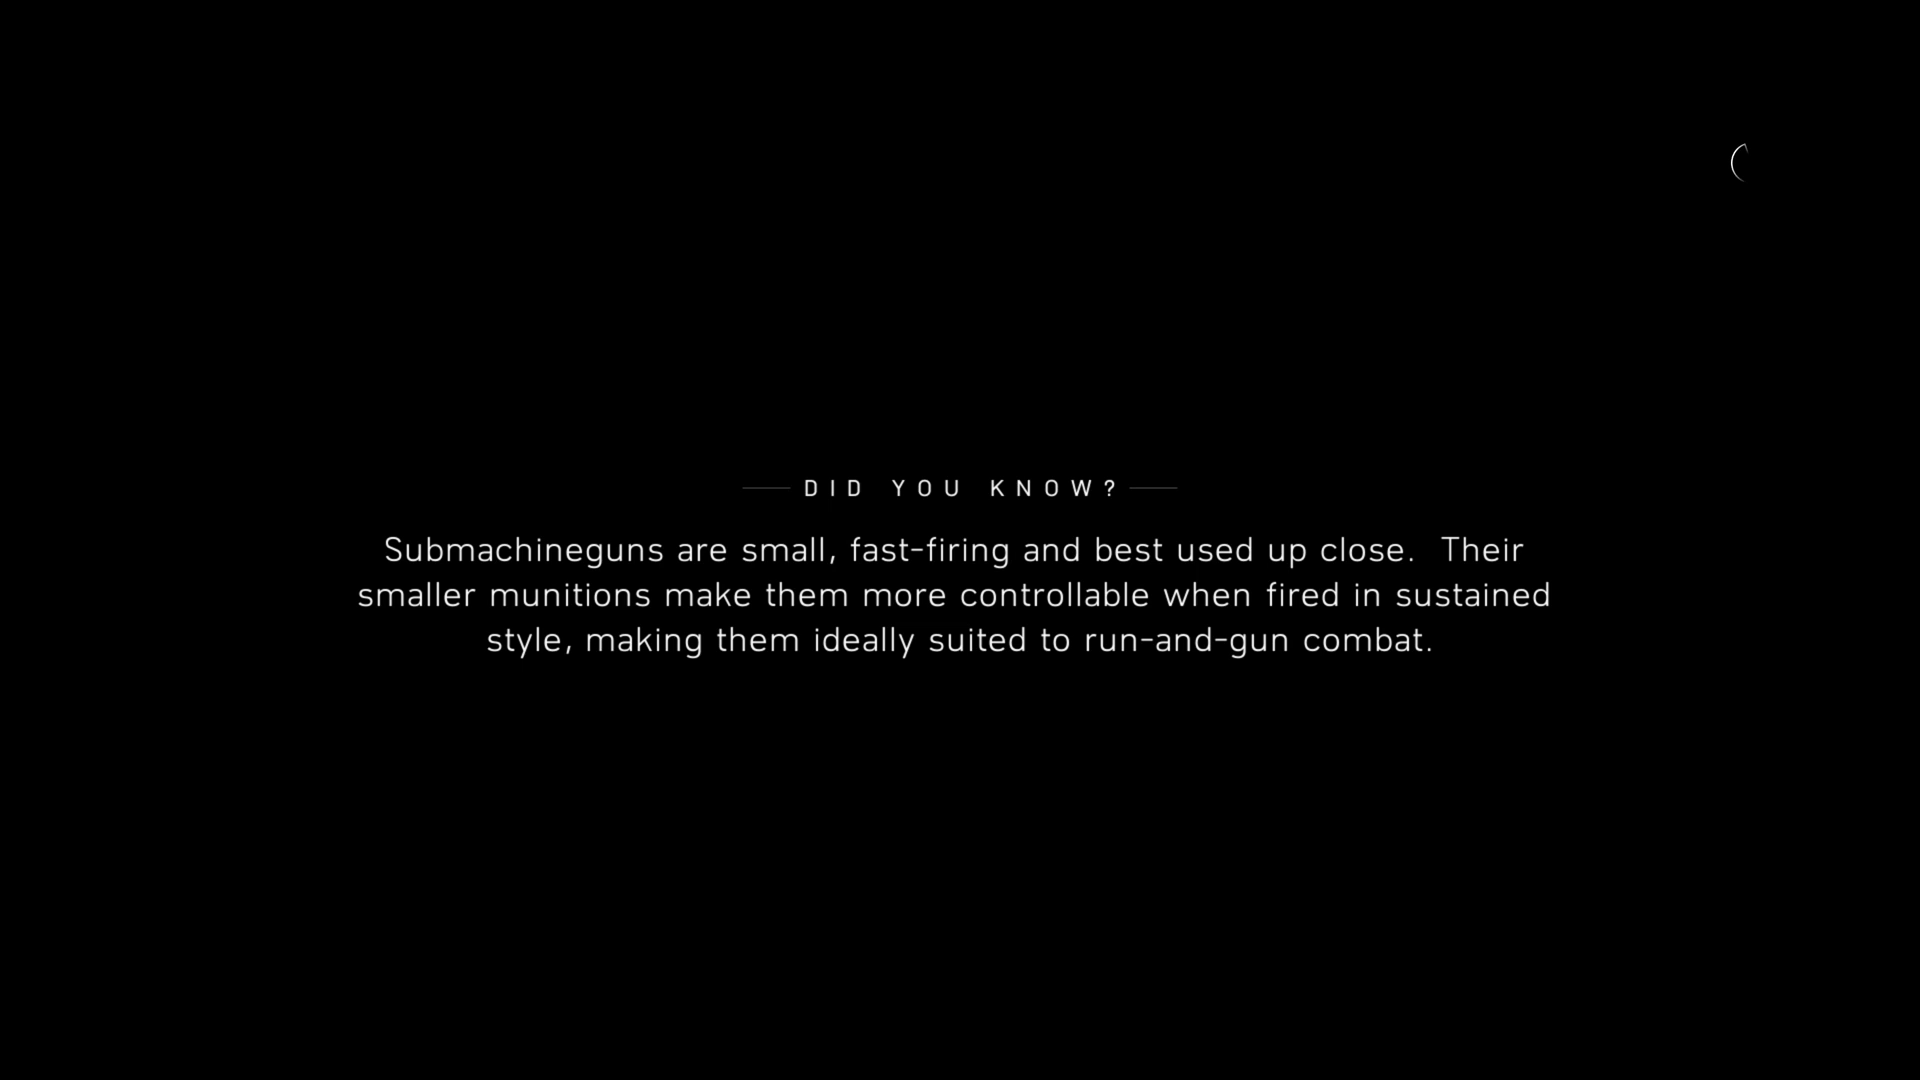 DID YOU KNOW?
Submachineguns are small, fast-firing and best used up close.  Their
smaller munitions make them more controllable when fired in sustained
style, making them ideally suited to run-and-gun combat.